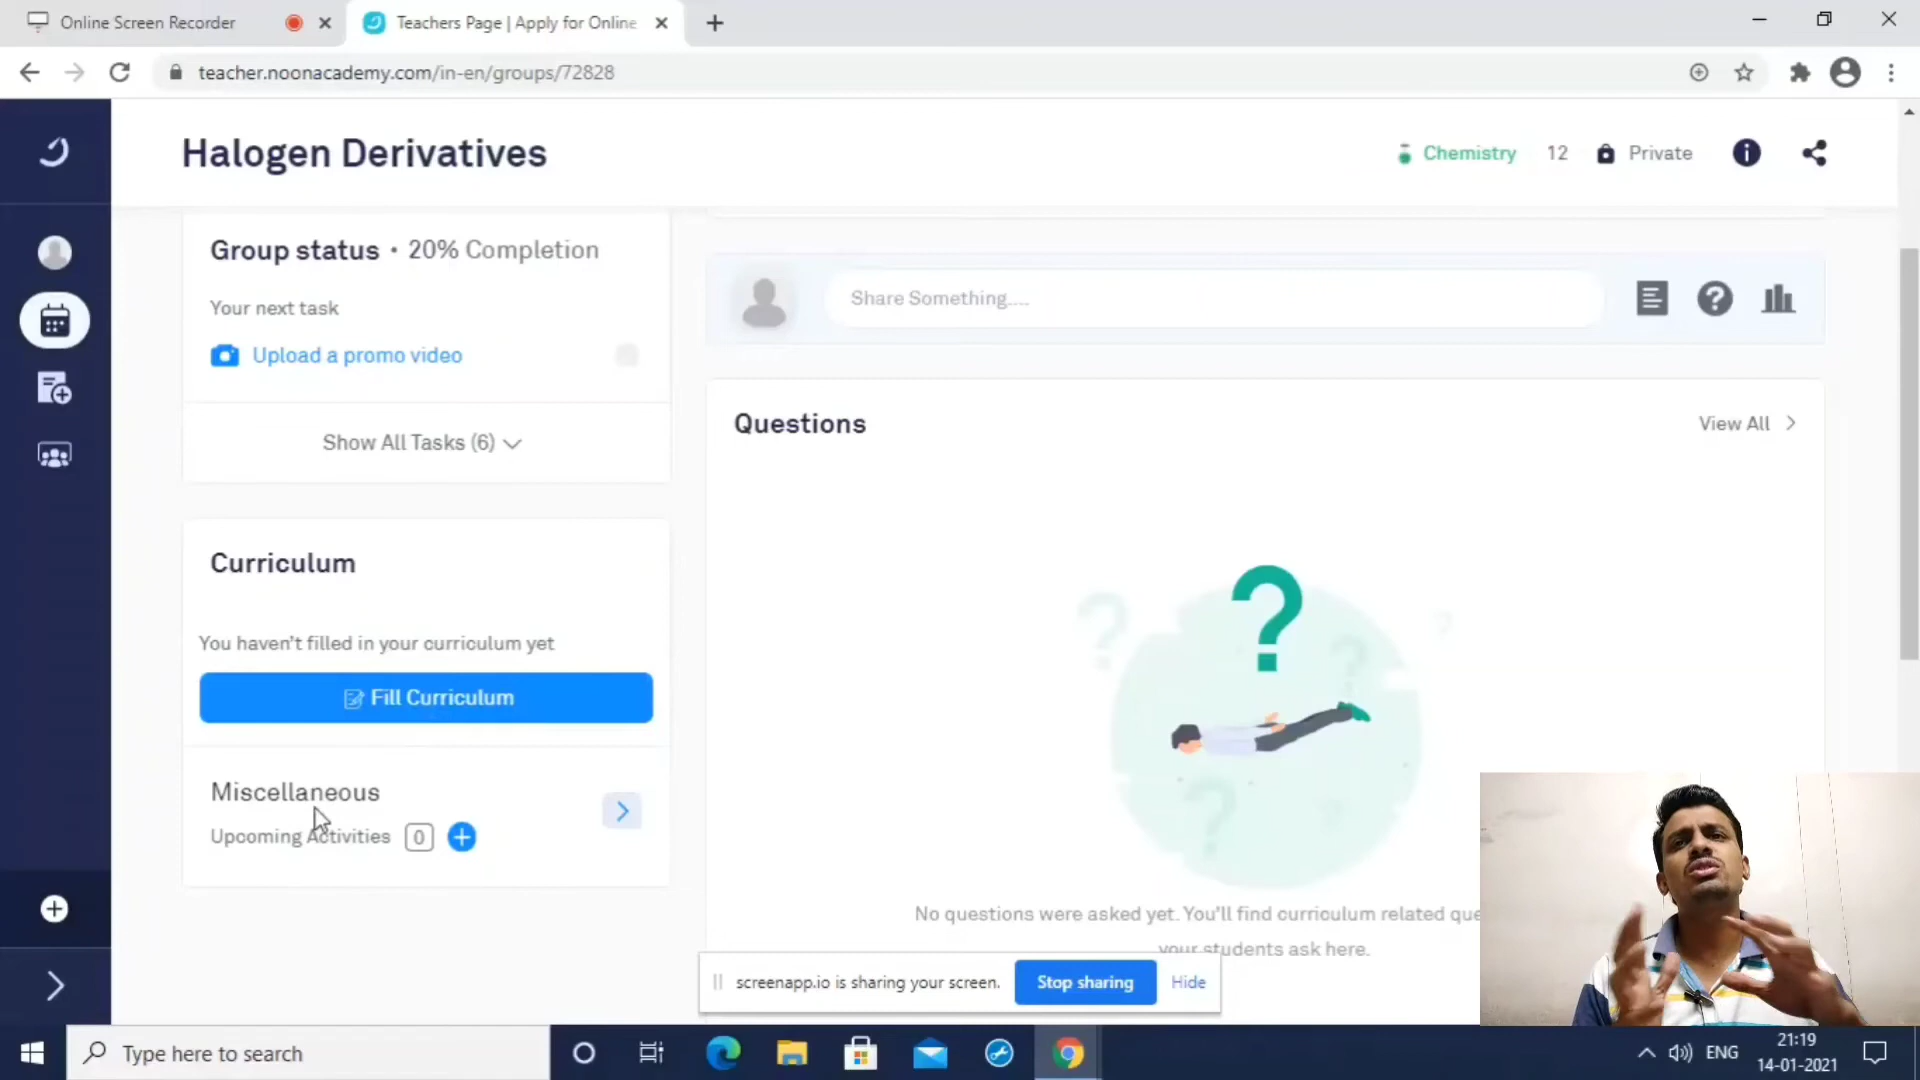 Online Screen Recorder
Teachers Page | Apply for Online
teacher.noonacademy.com/in-en/groups/72828
Halogen Derivatives
Chemistry 12 Private
Group status • 20% Completion
Your next task
Upload a promo video
Show All Tasks (6)
Share Something....
Questions
View All
Curriculum
You haven't filled in your curriculum yet
Fill Curriculum
Miscellaneous
Upcoming Activities 0
No questions were asked yet. You'll find curriculum related
your students ask here.
screenapp.io is sharing your screen. Stop sharing Hide
Type here to search
ENG
21:19
14-01-2021